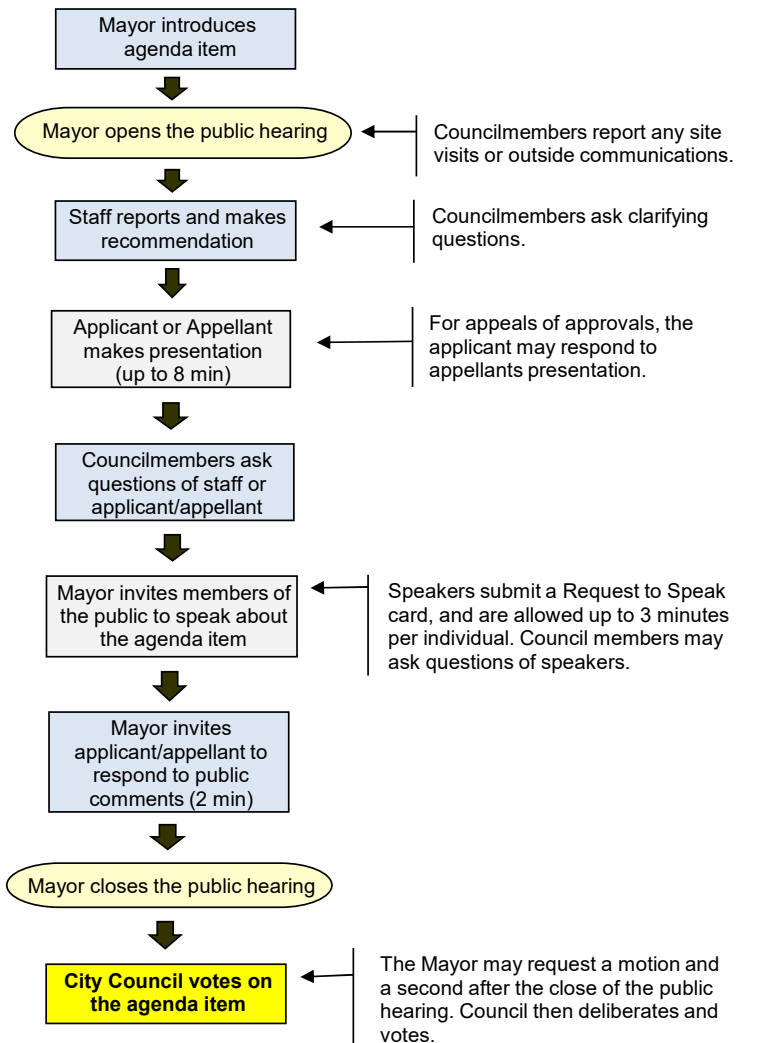 Mayor introduces
agenda item
Mayor opens the public hearing
Councilmembers report any site
visits or outside communications.
Staff reports and makes
recommendation
Councilmembers ask clarifying
questions.
Applicant or Appellant
makes presentation
(up to 8 min)
For appeals of approvals, the
applicant may respond to
appellants presentation.
Councilmembers ask
questions of staff or
applicant/appellant
Mayor invites members of
the public to speak about
the agenda item
Speakers submit a Request to Speak
card, and are allowed up to 3 minutes
per individual. Council members may
ask questions of speakers.
Mayor invites
applicant/appellant to
respond to public
comments (2 min)
Mayor closes the public hearing
City Council votes on
the agenda item
The Mayor may request a motion and
a second after the close of the public
hearing. Council then deliberates and
votes.